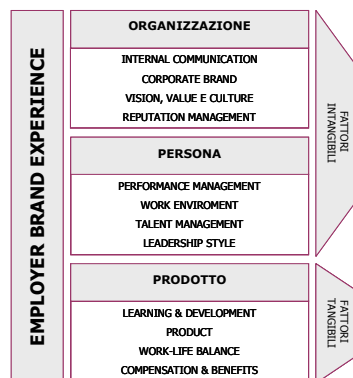 EMPLOYER BRAND EXPERIENCE
ORGANIZZAZIONE
INTERNAL COMMUNICATION
CORPORATE BRAND
VISION, VALUE E CULTURE
REPUTATION MANAGEMENT
FATTORI
INTANGIBILI
PERSONA
PERFORMANCE MANAGEMENT
WORK ENVIROMENT
TALENT MANAGEMENT
LEADERSHIP STYLE
PRODOTTO
LEARNING & DEVELOPMENT
PRODUCT
WORK-LIFE BALANCE
COMPENSATION & BENEFITS
FATTORI
TANGIBILI